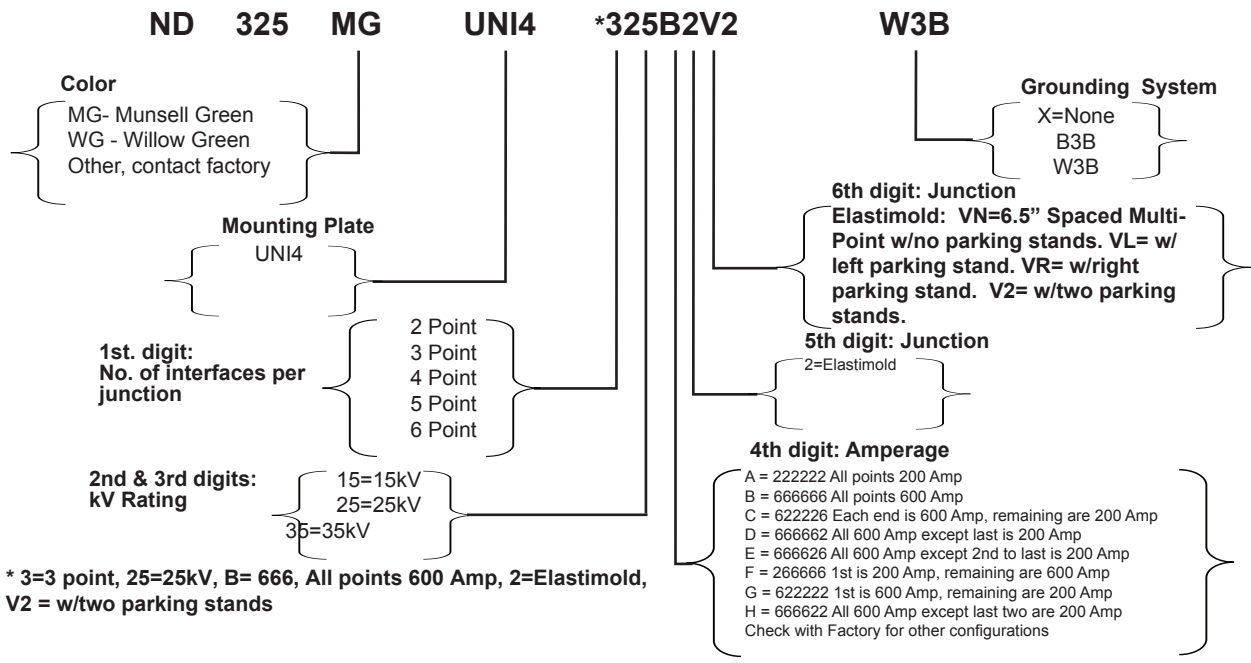 ND 325 MG UNI4 *325B2V2 W3B
Color
MG- Munsell Green
WG - Willow Green
Other, contact factory
Mounting Plate
UNI4
1st. digit:
No. of interfaces per
junction
2 Point
3 Point
4 Point
5 Point
6 Point
2nd & 3rd digits:
kV Rating
15=15kV
25=25kV
35=35kV
* 3=3 point, 25=25kV, B= 666, All points 600 Amp, 2=Elastimold,
V2 = w/two parking stands
Grounding System
X=None
B3B
W3B
6th digit: Junction
Elastimold: VN=6.5” Spaced Multi-
Point w/no parking stands. VL= w/
left parking stand. VR= w/right
parking stand. V2= w/two parking
stands.
5th digit: Junction
2=Elastimold
4th digit: Amperage
A = 222222 All points 200 Amp
B = 666666 All points 600 Amp
C = 622226 Each end is 600 Amp, remaining are 200 Amp
D = 666662 All 600 Amp except last is 200 Amp
E = 666626 All 600 Amp except 2nd to last is 200 Amp
F = 266666 1st is 200 Amp, remaining are 600 Amp
G = 622222 1st is 600 Amp, remaining are 200 Amp
H = 666622 All 600 Amp except last two are 200 Amp
Check with Factory for other configurations